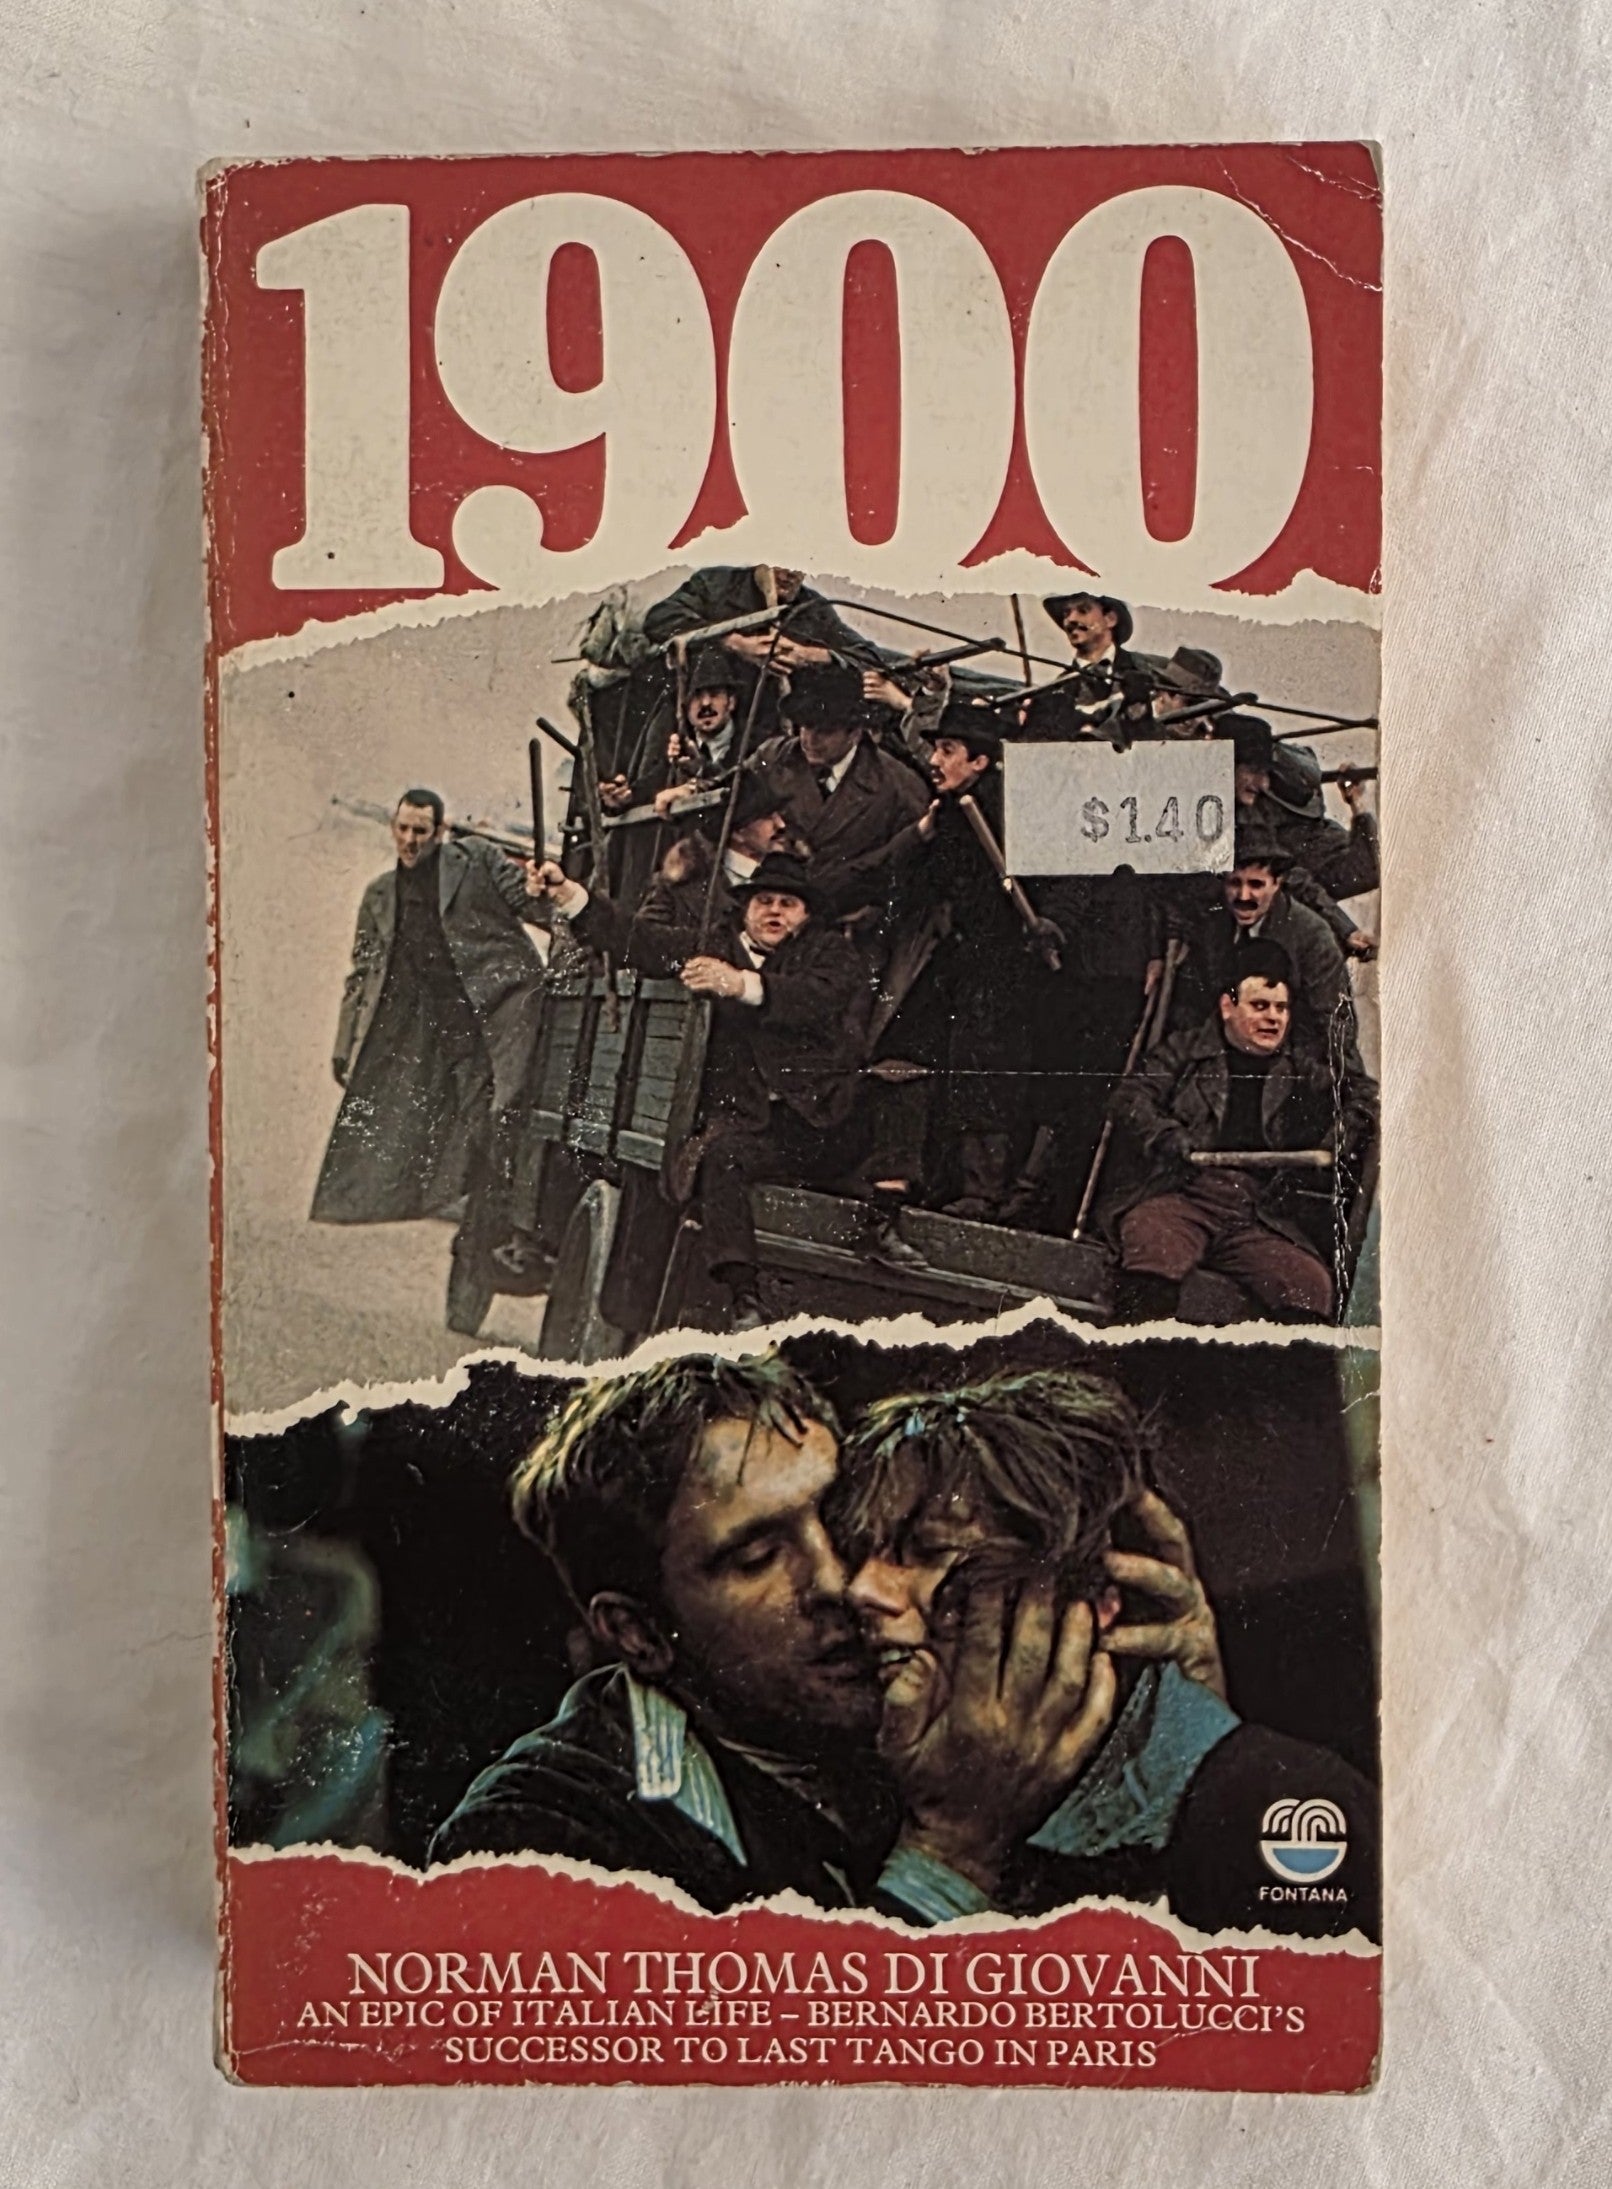 1900
$1.40
FONTANA
NORMAN THOMAS DI GIOVANNI
AN EPIC OF ITALIAN LIFE – BERNARDO BERTOLUCCI'S
SUCCESSOR TO LAST TANGO IN PARIS